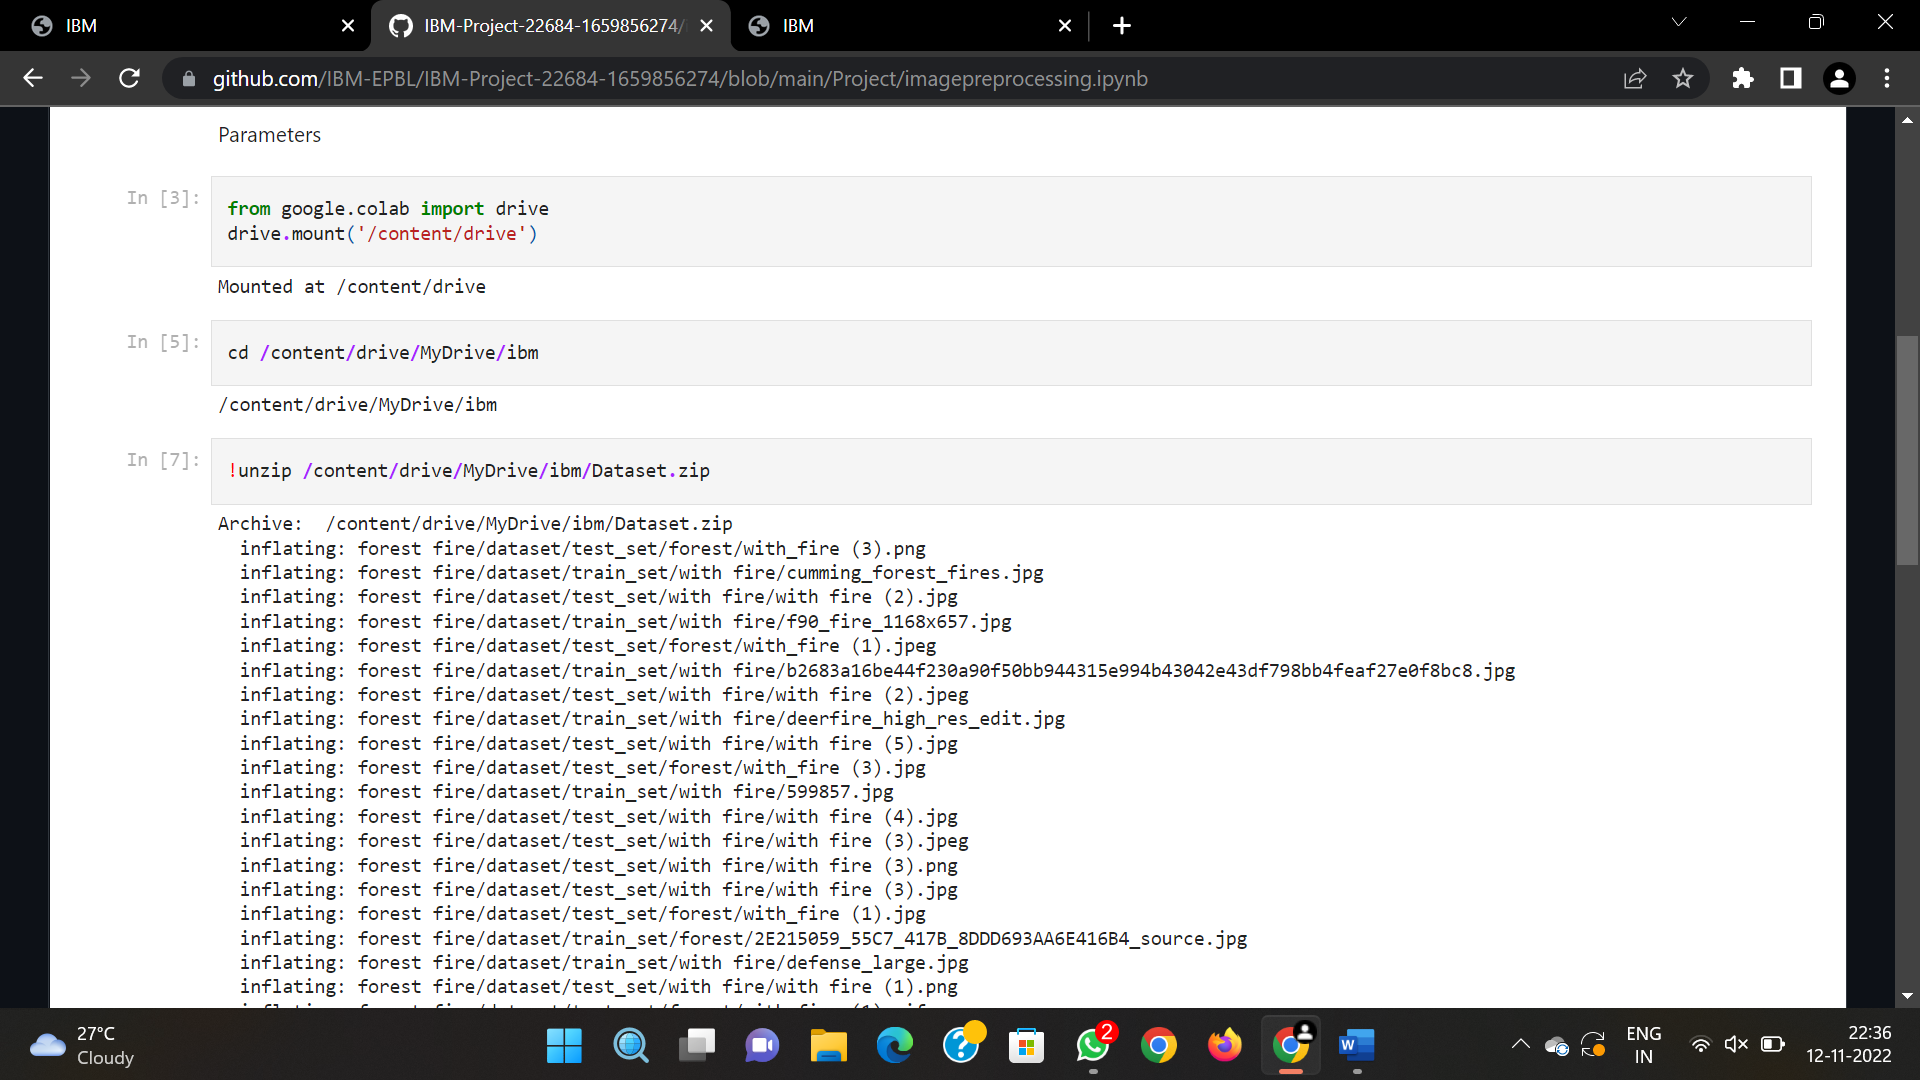 IBM
IBM-Project-22684-1659856274/
IBM
github.com/IBM-EPBL/IBM-Project-22684-1659856274/blob/main/Project/imagepreprocessing.ipynb
Parameters
In [3]:
from google.colab import drive
drive.mount('/content/drive')
Mounted at /content/drive
In [5]:
cd /content/drive/MyDrive/ibm
/content/drive/MyDrive/ibm
In [7]:
!unzip /content/drive/MyDrive/ibm/Dataset.zip
Archive:  /content/drive/MyDrive/ibm/Dataset.zip
inflating: forest fire/dataset/test_set/forest/with_fire (3).png
inflating: forest fire/dataset/train_set/with fire/cumming_forest_fires.jpg
inflating: forest fire/dataset/test_set/with fire/with fire (2).jpg
inflating: forest fire/dataset/train_set/with fire/f90_fire_1168x657.jpg
inflating: forest fire/dataset/test_set/forest/with_fire (1).jpeg
inflating: forest fire/dataset/train_set/with fire/b2683a16be44f230a90f50bb944315e994b43042e43df798bb4feaf27e0f8bc8.jpg
inflating: forest fire/dataset/test_set/with fire/with fire (2).jpeg
inflating: forest fire/dataset/train_set/with fire/deerfire_high_res_edit.jpg
inflating: forest fire/dataset/test_set/with fire/with fire (5).jpg
inflating: forest fire/dataset/test_set/forest/with_fire (3).jpg
inflating: forest fire/dataset/train_set/with fire/599857.jpg
inflating: forest fire/dataset/test_set/with fire/with fire (4).jpg
inflating: forest fire/dataset/test_set/with fire/with fire (3).jpeg
inflating: forest fire/dataset/test_set/with fire/with fire (3).png
inflating: forest fire/dataset/test_set/with fire/with fire (3).jpg
inflating: forest fire/dataset/test_set/forest/with_fire (1).jpg
inflating: forest fire/dataset/train_set/forest/2E215059_55C7_417B_8DDD693AA6E416B4_source.jpg
inflating: forest fire/dataset/train_set/with fire/defense_large.jpg
inflating: forest fire/dataset/test_set/with fire/with fire (1).png
27°C
Cloudy
2
W
ENG
IN
22:36
12-11-2022